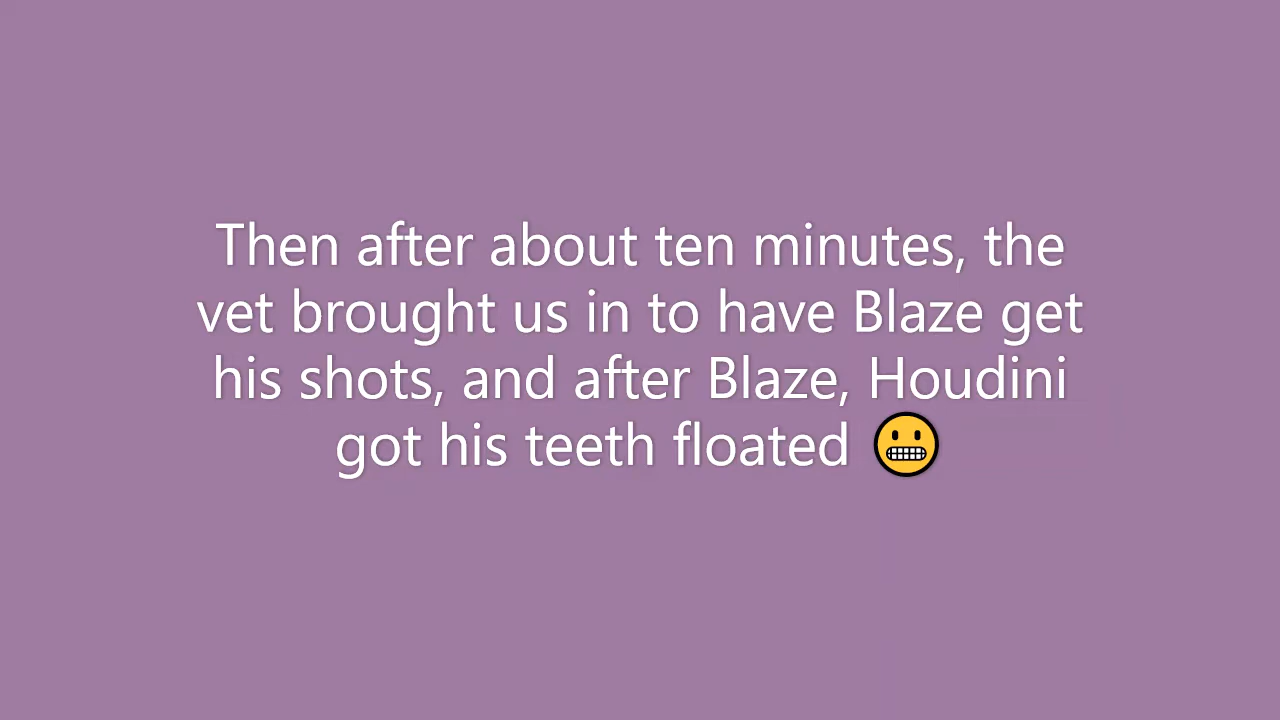 Then after about ten minutes, the
vet brought us in to have Blaze get
his shots, and after Blaze, Houdini
got his teeth floated 😬